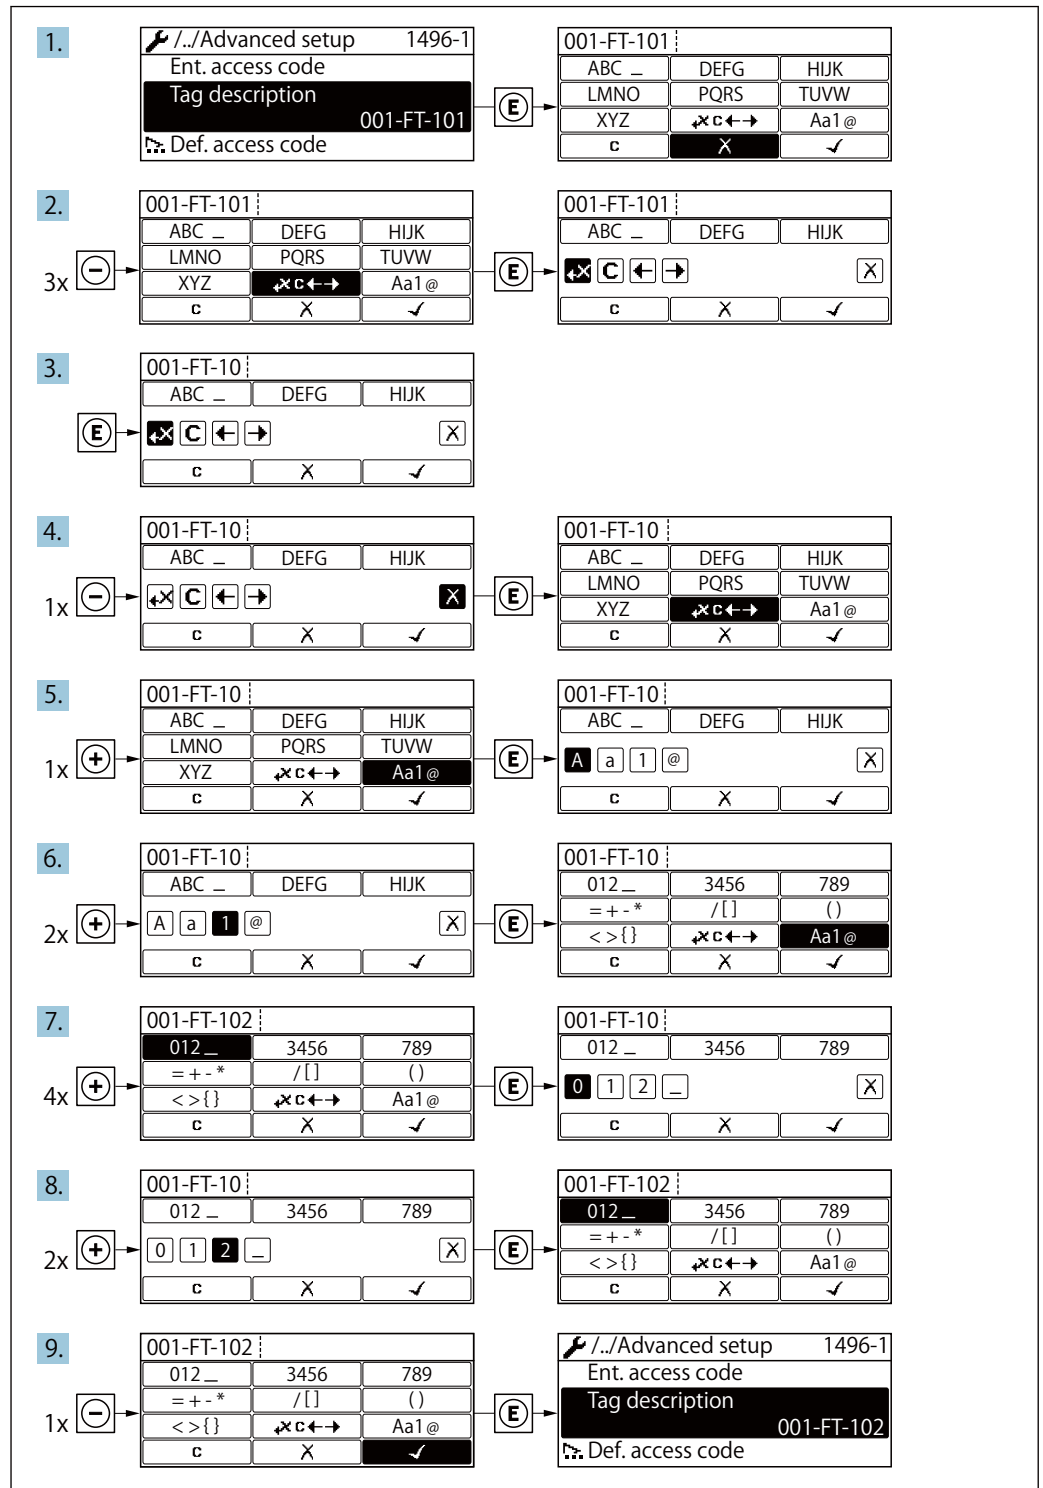 1.
/../Advanced setup 1496-1
Ent. access code
Tag description
001-FT-101
Def. access code
E
001-FT-101
ABC _ DEFG HIJK
LMNO PQRS TUVW
XYZ C←→ Aa1@
C X ✓
2.
3x −
001-FT-101
ABC _ DEFG HIJK
LMNO PQRS TUVW
XYZ C←→ Aa1@
C X ✓
E
001-FT-101
ABC _ DEFG HIJK
C ← → X
C X ✓
3.
E
001-FT-10
ABC _ DEFG HIJK
C ← → X
C X ✓
4.
1x −
001-FT-10
ABC _ DEFG HIJK
C ← → X
C X ✓
E
001-FT-10
ABC _ DEFG HIJK
LMNO PQRS TUVW
XYZ C←→ Aa1@
C X ✓
5.
1x +
001-FT-10
ABC _ DEFG HIJK
LMNO PQRS TUVW
XYZ C←→ Aa1@
C X ✓
E
001-FT-10
ABC _ DEFG HIJK
A a 1 @ X
C X ✓
6.
2x +
001-FT-10
ABC _ DEFG HIJK
A a 1 @ X
C X ✓
E
001-FT-10
012 _ 3456 789
= + - * / [ ] ( )
< > { } C←→ Aa1@
C X ✓
7.
4x +
001-FT-102
012 _ 3456 789
= + - * / [ ] ( )
< > { } C←→ Aa1@
C X ✓
E
001-FT-10
012 _ 3456 789
0 1 2 _ X
C X ✓
8.
2x +
001-FT-10
012 _ 3456 789
0 1 2 _ X
C X ✓
E
001-FT-102
012 _ 3456 789
= + - * / [ ] ( )
< > { } C←→ Aa1@
C X ✓
9.
1x −
001-FT-102
012 _ 3456 789
= + - * / [ ] ( )
< > { } C←→ Aa1@
C X ✓
E
/../Advanced setup 1496-1
Ent. access code
Tag description
001-FT-102
Def. access code